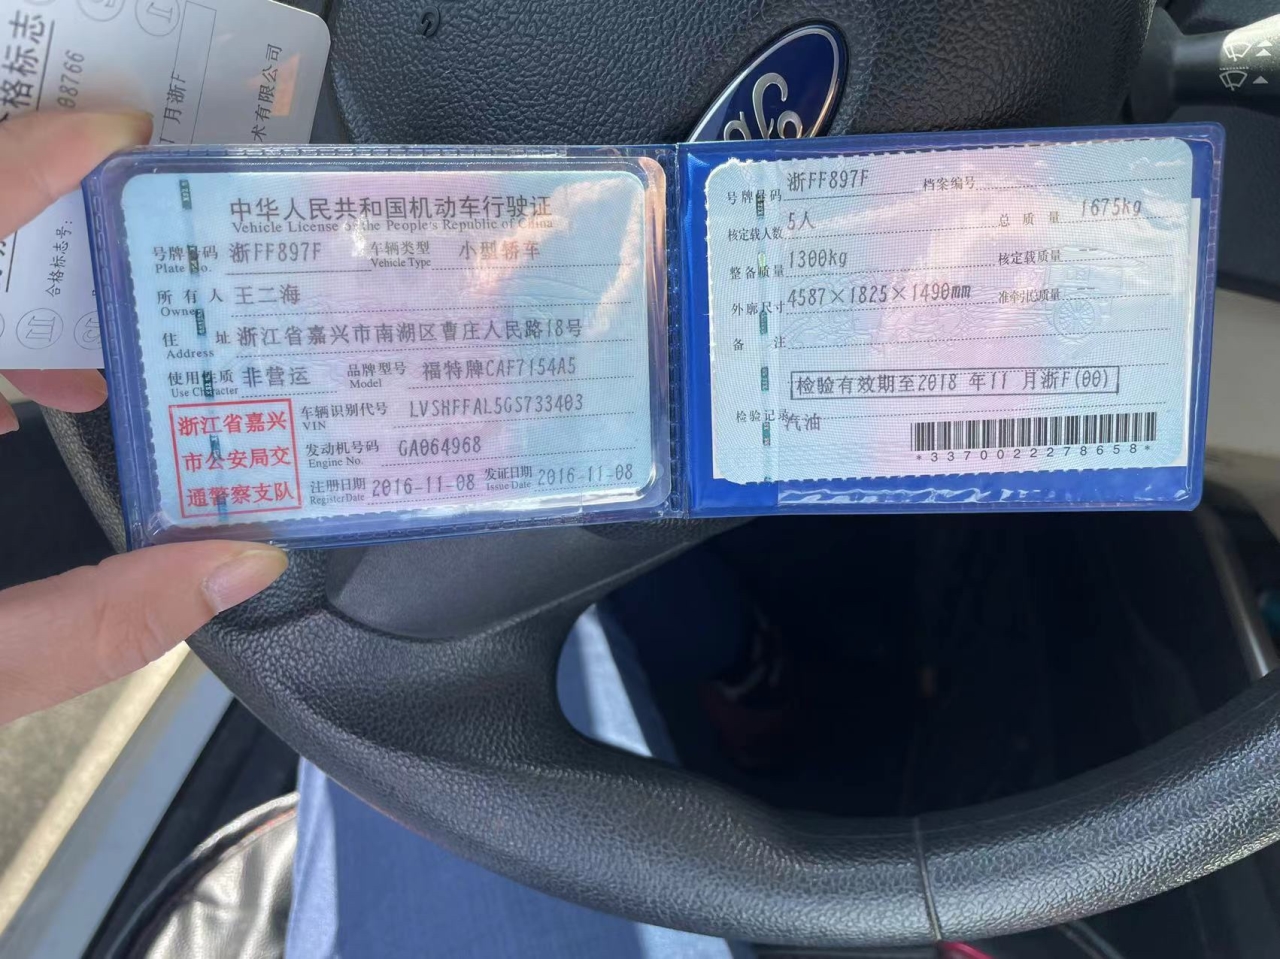 合格标志
08766
月浙F
术有限公司
合格标志号:
中华人民共和国机动车行驶证
Vehicle License of the People's Republic of China
号牌号码 浙FF897F 车辆类型 小型轿车
Plate No. Vehicle Type
所有人 王二海
Owner
住址 浙江省嘉兴市南湖区曹庄人民路18号
Address
使用性质 非营运 品牌型号 福特牌CAF7154A5
Use Character Model
浙江省嘉兴
市公安局交
通警察支队
车辆识别代号 LVSHFFAL5GS733403
VIN
发动机号码 GA064968
Engine No.
注册日期 2016-11-08 发证日期 2016-11-08
Register Date Issue Date
号牌号码 浙FF897F 档案编号
核定载人数 5人 总质量 1675kg
整备质量 1300kg 核定载质量 --
外廓尺寸 4587×1825×1490mm 准牵引总质量 --
备注
检验有效期至2018年11月浙F(00)
检验记录 汽油
*3370022278658*